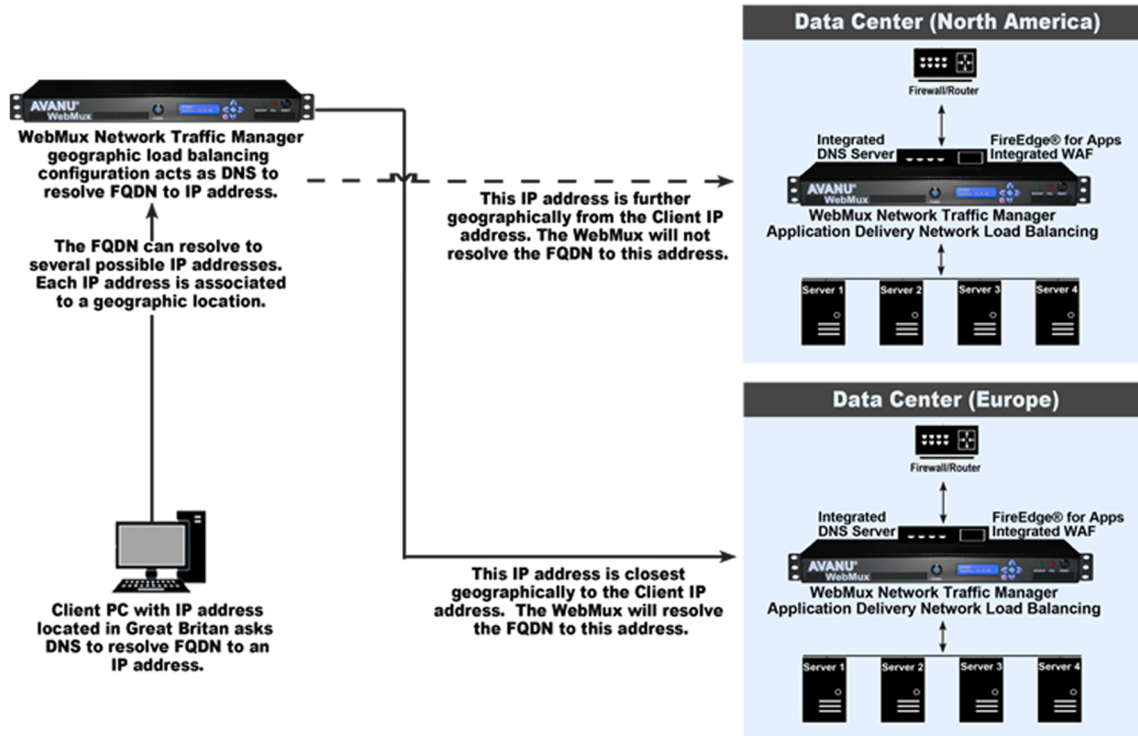 AVANU®
WebMux
WebMux Network Traffic Manager
geographic load balancing
configuration acts as DNS to
resolve FQDN to IP address.
The FQDN can resolve to
several possible IP addresses.
Each IP address is associated
to a geographic location.
Client PC with IP address
located in Great Britan asks
DNS to resolve FQDN to an
IP address.
This IP address is further
geographically from the Client IP
address. The WebMux will not
resolve the FQDN to this address.
This IP address is closest
geographically to the Client IP
address.  The WebMux will resolve
the FQDN to this address.
Data Center (North America)
Firewall/Router
Integrated
DNS Server
FireEdge® for Apps
Integrated WAF
AVANU®
WebMux
WebMux Network Traffic Manager
Application Delivery Network Load Balancing
Server 1
Server 2
Server 3
Server 4
Data Center (Europe)
Firewall/Router
Integrated
DNS Server
FireEdge® for Apps
Integrated WAF
AVANU®
WebMux
WebMux Network Traffic Manager
Application Delivery Network Load Balancing
Server 1
Server 2
Server 3
Server 4